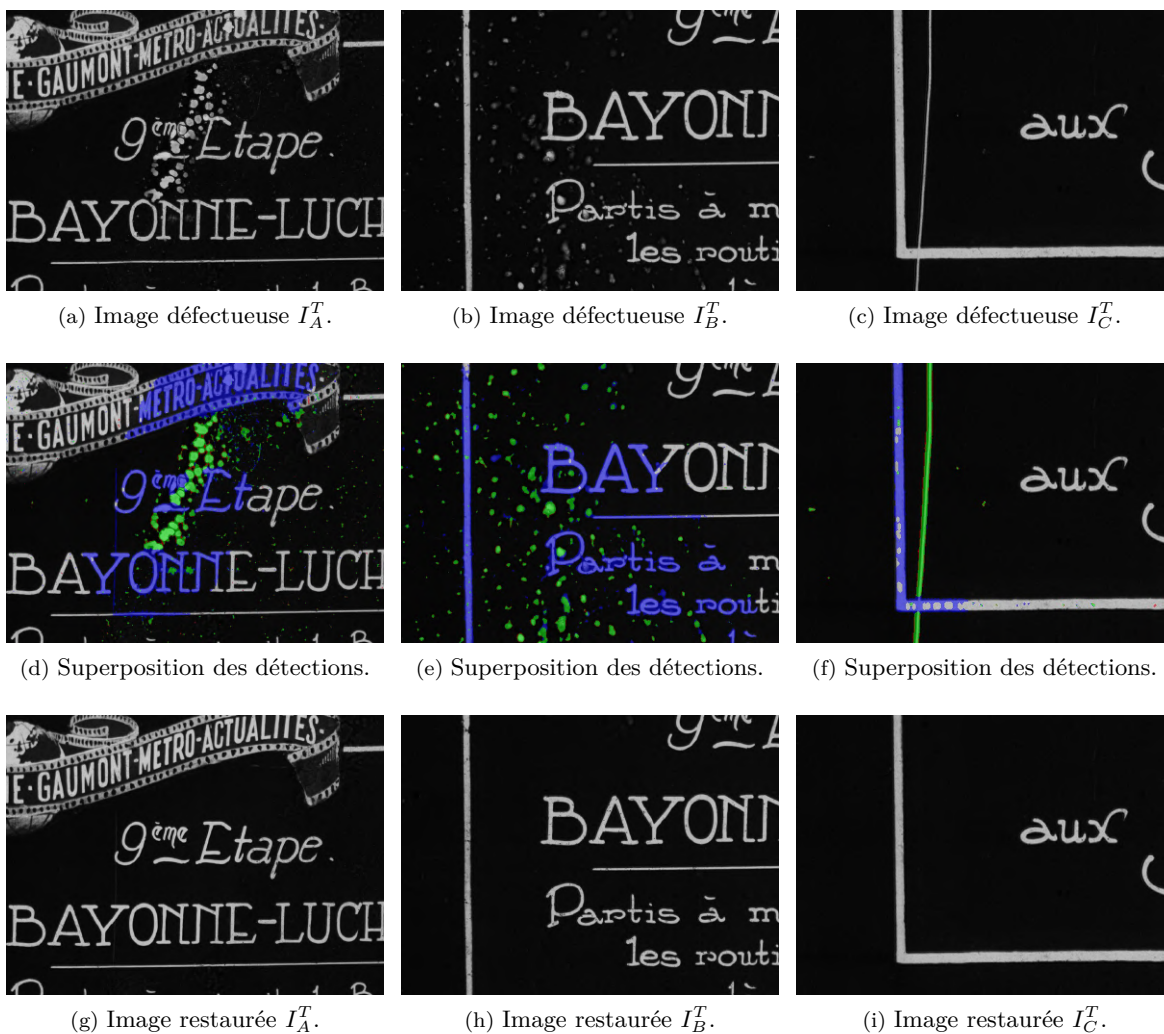 E·GAUMONT-METRO-ACTUALITES·
9ème Etape.
BAYONNE-LUCH
9ème E
BAYONN
Partis à m
les routi
aux
(a) Image défectueuse I_A^T.
(b) Image défectueuse I_B^T.
(c) Image défectueuse I_C^T.
E·GAUMONT-METRO-ACTUALITES·
9ème Etape.
BAYONNE-LUCH
9ème E
BAYONN
Partis à m
les routi
aux
(d) Superposition des détections.
(e) Superposition des détections.
(f) Superposition des détections.
E·GAUMONT-METRO-ACTUALITES·
9ème Etape.
BAYONNE-LUCH
9ème E
BAYONN
Partis à m
les routi
aux
(g) Image restaurée I_A^T.
(h) Image restaurée I_B^T.
(i) Image restaurée I_C^T.